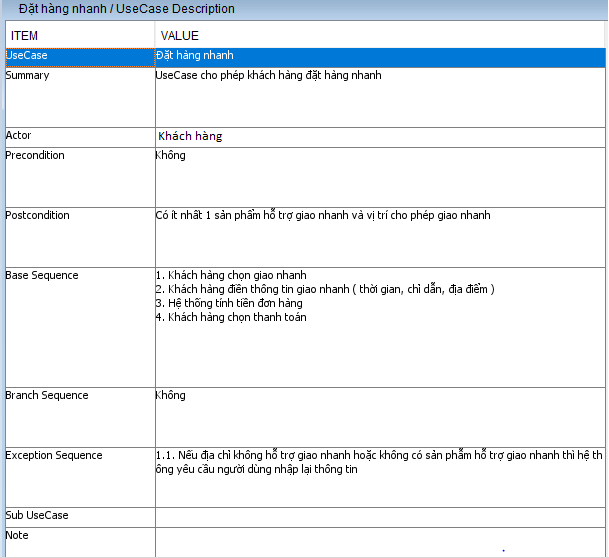 Đặt hàng nhanh / UseCase Description
ITEM VALUE
UseCase Đặt hàng nhanh
Summary UseCase cho phép khách hàng đặt hàng nhanh
Actor Khách hàng
Precondition Không
Postcondition Có ít nhất 1 sản phẩm hỗ trợ giao nhanh và vị trí cho phép giao nhanh
Base Sequence 1. Khách hàng chọn giao nhanh
2. Khách hàng điền thông tin giao nhanh ( thời gian, chỉ dẫn, địa điểm )
3. Hệ thống tính tiền đơn hàng
4. Khách hàng chọn thanh toán
Branch Sequence Không
Exception Sequence 1.1. Nếu địa chỉ không hỗ trợ giao nhanh hoặc không có sản phẩm hỗ trợ giao nhanh thì hệ th
ống yêu cầu người dùng nhập lại thông tin
Sub UseCase
Note